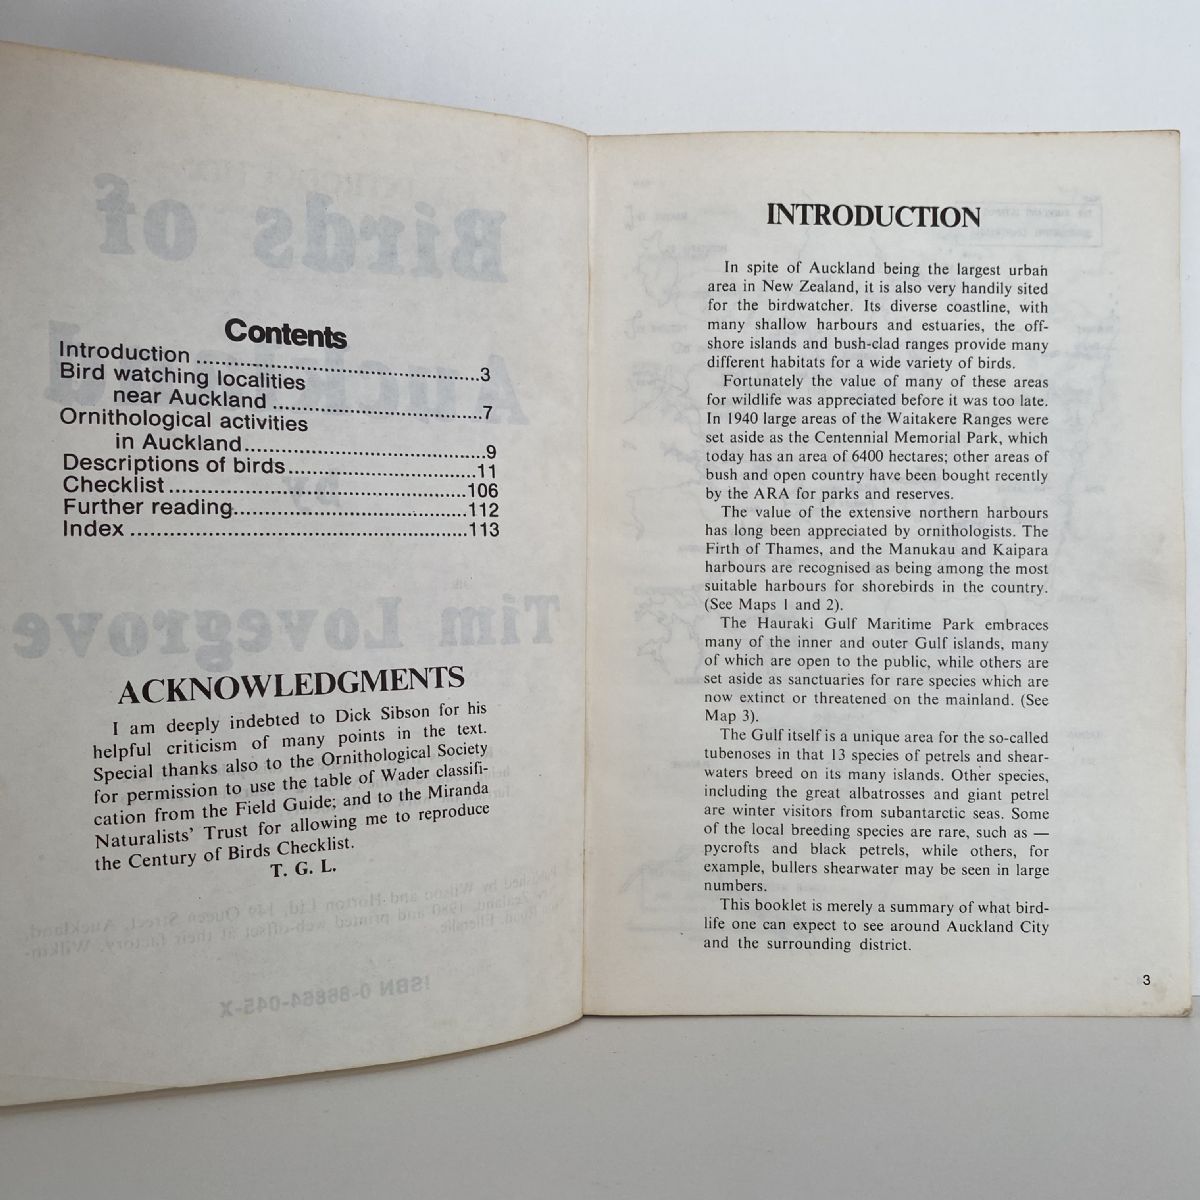 Contents
Introduction ............................................3
Bird watching localities
near Auckland ................................7
Ornithological activities
in Auckland.....................................9
Descriptions of birds.............................11
Checklist ..............................................106
Further reading....................................112
Index ....................................................113
ACKNOWLEDGMENTS
I am deeply indebted to Dick Sibson for his
helpful criticism of many points in the text.
Special thanks also to the Ornithological Society
for permission to use the table of Wader classifi-
cation from the Field Guide; and to the Miranda
Naturalists' Trust for allowing me to reproduce
the Century of Birds Checklist.
T. G. L.
INTRODUCTION
In spite of Auckland being the largest urban
area in New Zealand, it is also very handily sited
for the birdwatcher. Its diverse coastline, with
many shallow harbours and estuaries, the off-
shore islands and bush-clad ranges provide many
different habitats for a wide variety of birds.
Fortunately the value of many of these areas
for wildlife was appreciated before it was too late.
In 1940 large areas of the Waitakere Ranges were
set aside as the Centennial Memorial Park, which
today has an area of 6400 hectares; other areas of
bush and open country have been bought recently
by the ARA for parks and reserves.
The value of the extensive northern harbours
has long been appreciated by ornithologists. The
Firth of Thames, and the Manukau and Kaipara
harbours are recognised as being among the most
suitable harbours for shorebirds in the country.
(See Maps 1 and 2).
The Hauraki Gulf Maritime Park embraces
many of the inner and outer Gulf islands, many
of which are open to the public, while others are
set aside as sanctuaries for rare species which are
now extinct or threatened on the mainland. (See
Map 3).
The Gulf itself is a unique area for the so-called
tubenoses in that 13 species of petrels and shear-
waters breed on its many islands. Other species,
including the great albatrosses and giant petrel
are winter visitors from subantarctic seas. Some
of the local breeding species are rare, such as —
pycrofts and black petrels, while others, for
example, bullers shearwater may be seen in large
numbers.
This booklet is merely a summary of what bird-
life one can expect to see around Auckland City
and the surrounding district.
3